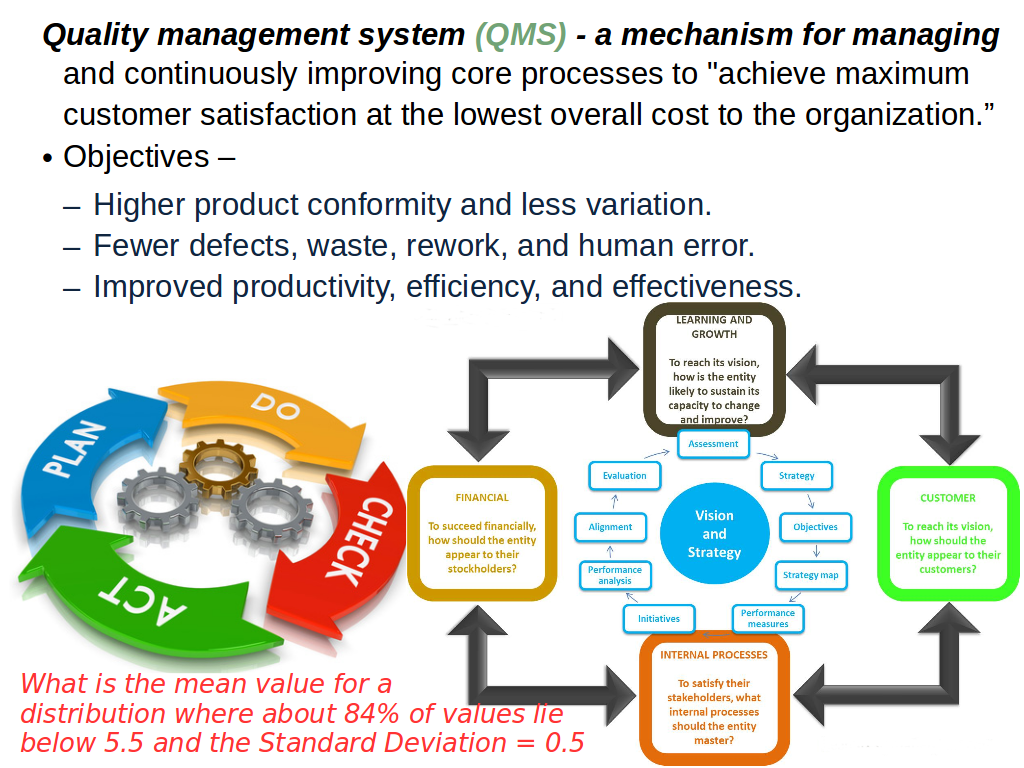 Quality management system (QMS) - a mechanism for managing
and continuously improving core processes to "achieve maximum
customer satisfaction at the lowest overall cost to the organization.”
• Objectives –
– Higher product conformity and less variation.
– Fewer defects, waste, rework, and human error.
– Improved productivity, efficiency, and effectiveness.
PLAN
DO
CHECK
ACT
LEARNING AND
GROWTH
To reach its vision,
how is the entity
likely to sustain its
capacity to change
and improve?
FINANCIAL
To succeed financially,
how should the entity
appear to their
stockholders?
Assessment
Strategy
Objectives
Strategy map
Performance
measures
Initiatives
Performance
analysis
Alignment
Evaluation
Vision
and
Strategy
CUSTOMER
To reach its vision,
how should the
entity appear to their
customers?
INTERNAL PROCESSES
To satisfy their
stakeholders, what
internal processes
should the entity
master?
What is the mean value for a
distribution where about 84% of values lie
below 5.5 and the Standard Deviation = 0.5